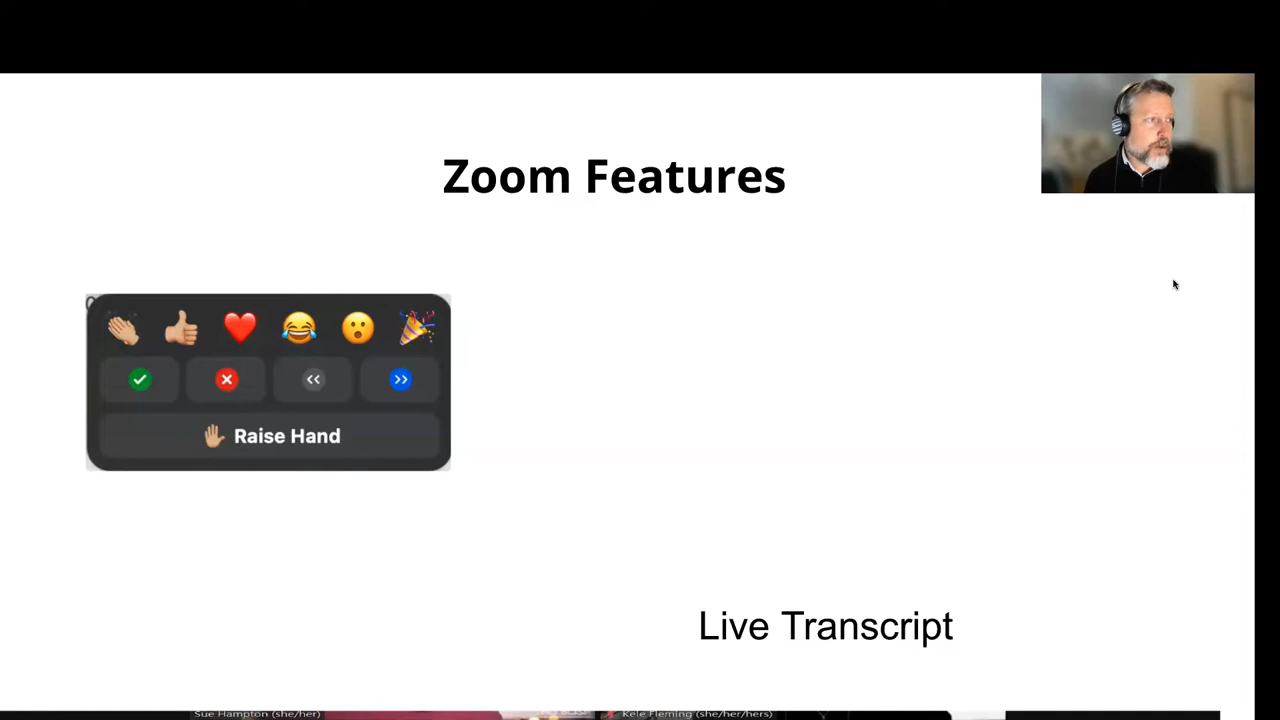 Zoom Features
Raise Hand
Live Transcript
Sue Hampton (she/her)
Kele Fleming (she/her/hers)